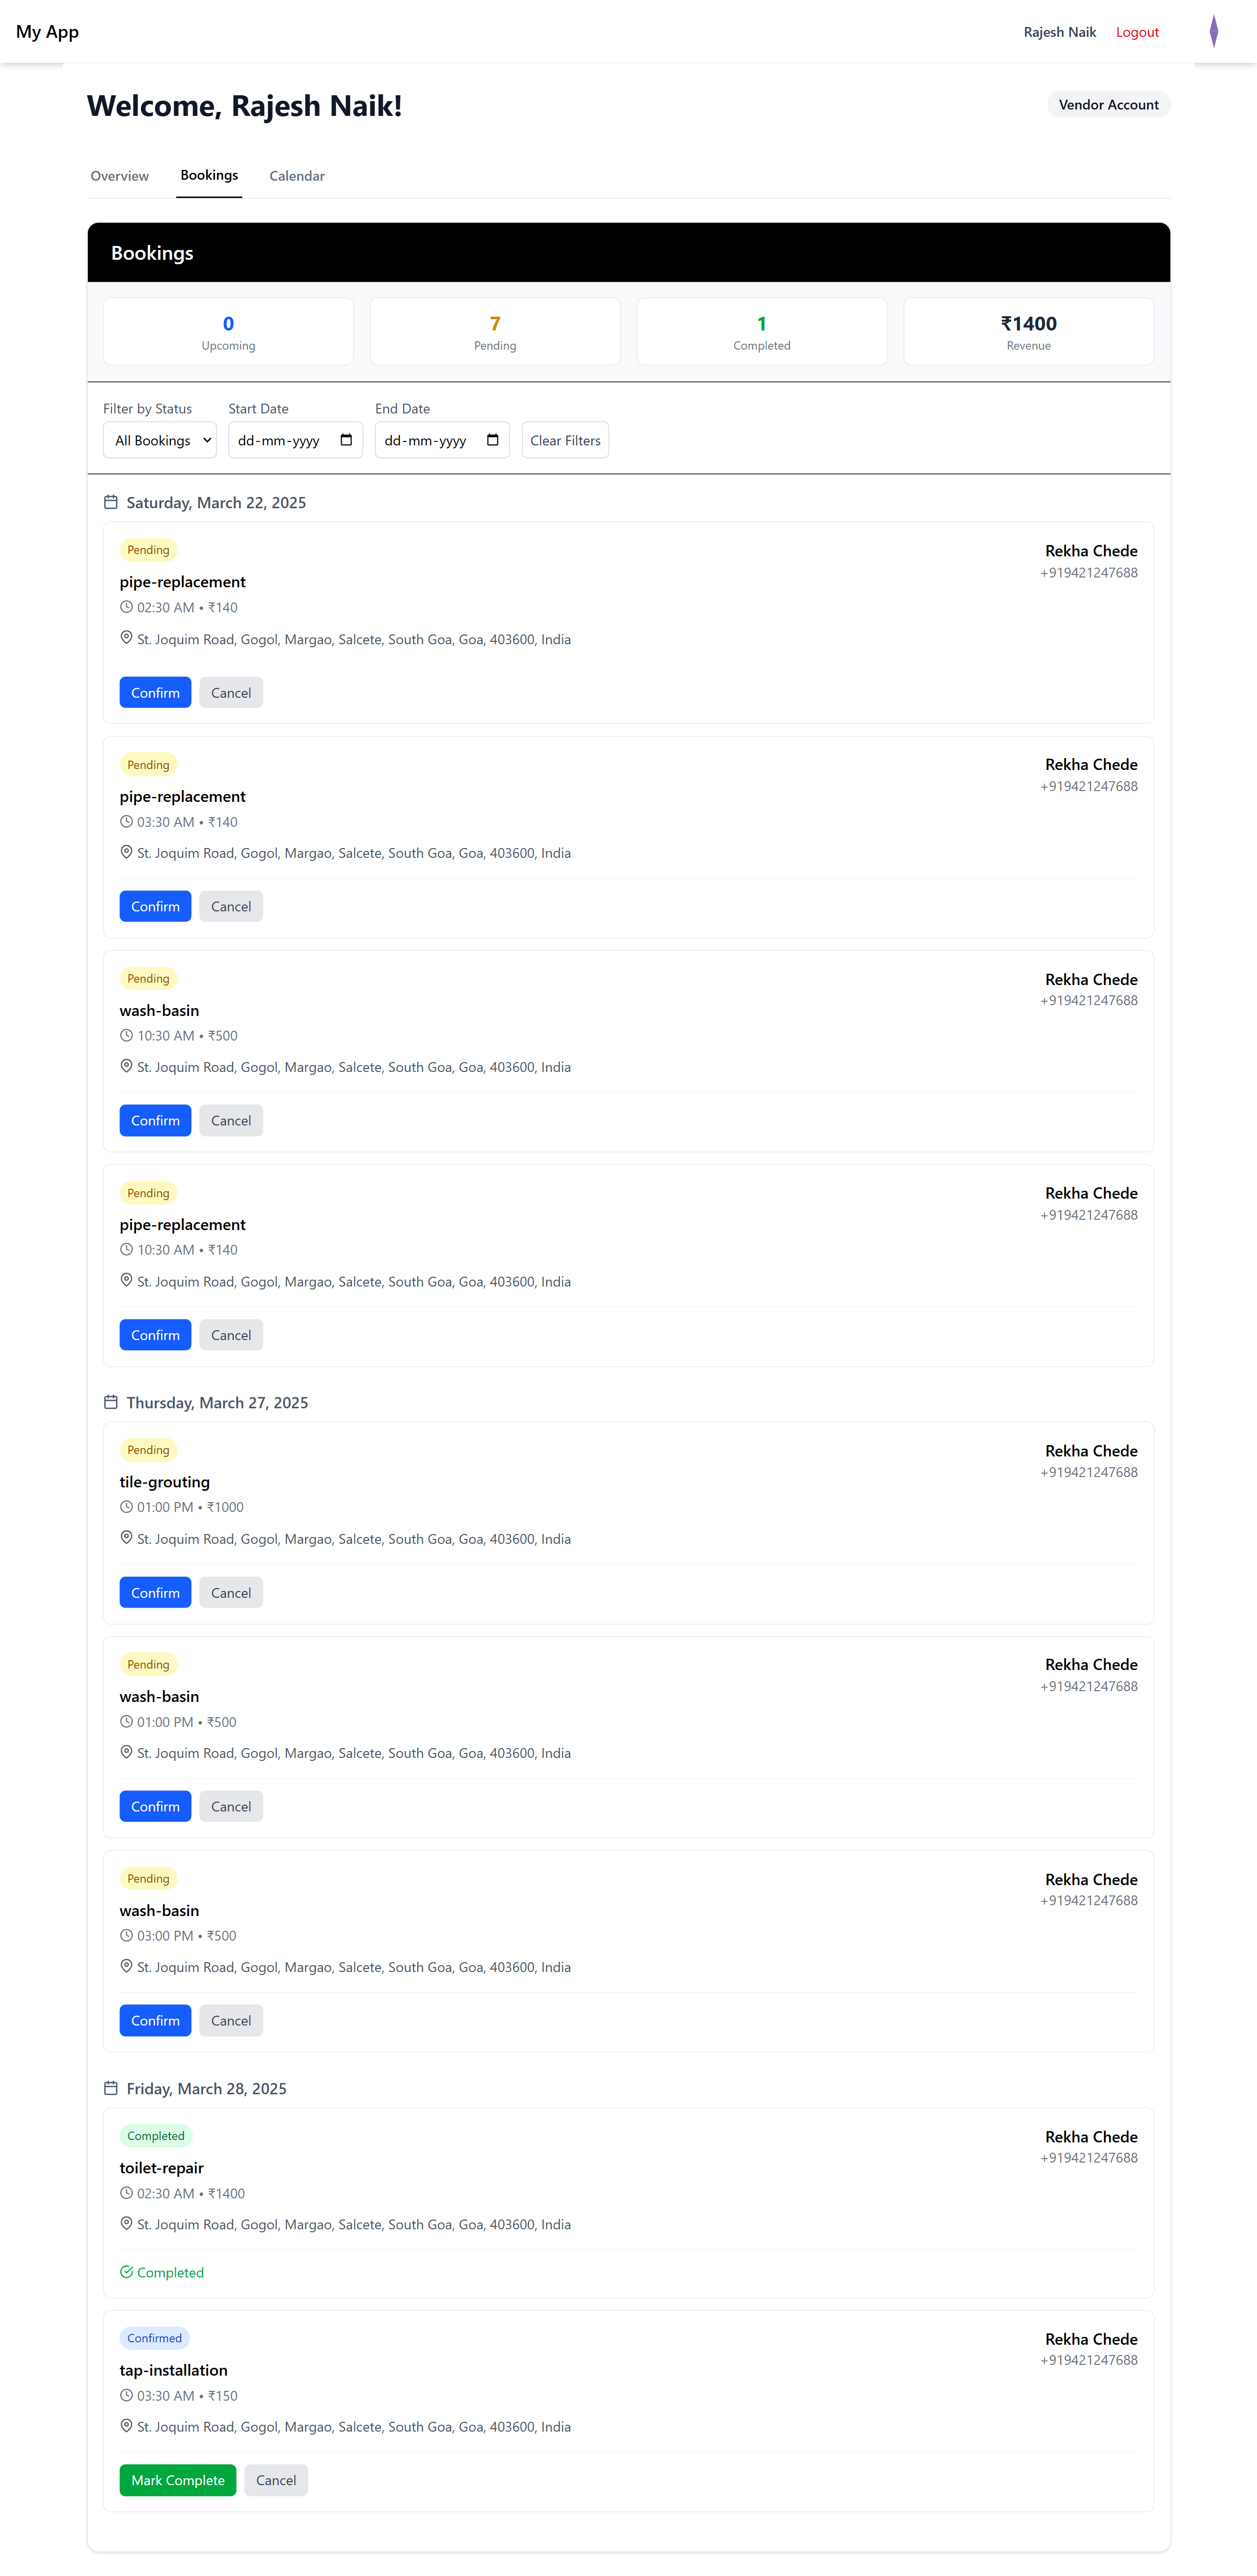 My App
Rajesh Naik
Logout
Welcome, Rajesh Naik!
Vendor Account
Overview
Bookings
Calendar
Bookings
0
Upcoming
7
Pending
1
Completed
₹1400
Revenue
Filter by Status
Start Date
End Date
All Bookings
dd-mm-yyyy
dd-mm-yyyy
Clear Filters
Saturday, March 22, 2025
Pending
Rekha Chede
+919421247688
pipe-replacement
02:30 AM • ₹140
St. Joquim Road, Gogol, Margao, Salcete, South Goa, Goa, 403600, India
Confirm
Cancel
Pending
Rekha Chede
+919421247688
pipe-replacement
03:30 AM • ₹140
St. Joquim Road, Gogol, Margao, Salcete, South Goa, Goa, 403600, India
Confirm
Cancel
Pending
Rekha Chede
+919421247688
wash-basin
10:30 AM • ₹500
St. Joquim Road, Gogol, Margao, Salcete, South Goa, Goa, 403600, India
Confirm
Cancel
Pending
Rekha Chede
+919421247688
pipe-replacement
10:30 AM • ₹140
St. Joquim Road, Gogol, Margao, Salcete, South Goa, Goa, 403600, India
Confirm
Cancel
Thursday, March 27, 2025
Pending
Rekha Chede
+919421247688
tile-grouting
01:00 PM • ₹1000
St. Joquim Road, Gogol, Margao, Salcete, South Goa, Goa, 403600, India
Confirm
Cancel
Pending
Rekha Chede
+919421247688
wash-basin
01:00 PM • ₹500
St. Joquim Road, Gogol, Margao, Salcete, South Goa, Goa, 403600, India
Confirm
Cancel
Pending
Rekha Chede
+919421247688
wash-basin
03:00 PM • ₹500
St. Joquim Road, Gogol, Margao, Salcete, South Goa, Goa, 403600, India
Confirm
Cancel
Friday, March 28, 2025
Completed
Rekha Chede
+919421247688
toilet-repair
02:30 AM • ₹1400
St. Joquim Road, Gogol, Margao, Salcete, South Goa, Goa, 403600, India
Completed
Confirmed
Rekha Chede
+919421247688
tap-installation
03:30 AM • ₹150
St. Joquim Road, Gogol, Margao, Salcete, South Goa, Goa, 403600, India
Mark Complete
Cancel